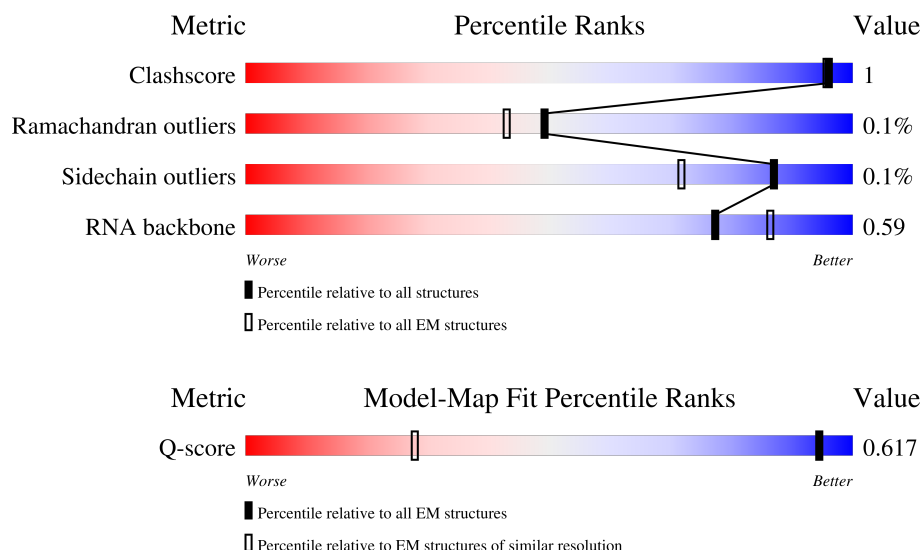 Metric Percentile Ranks Value
Clashscore 1
Ramachandran outliers 0.1%
Sidechain outliers 0.1%
RNA backbone 0.59
Worse Better
Percentile relative to all structures
Percentile relative to all EM structures
Metric Model-Map Fit Percentile Ranks Value
Q-score 0.617
Worse Better
Percentile relative to all EM structures
Percentile relative to EM structures of similar resolution